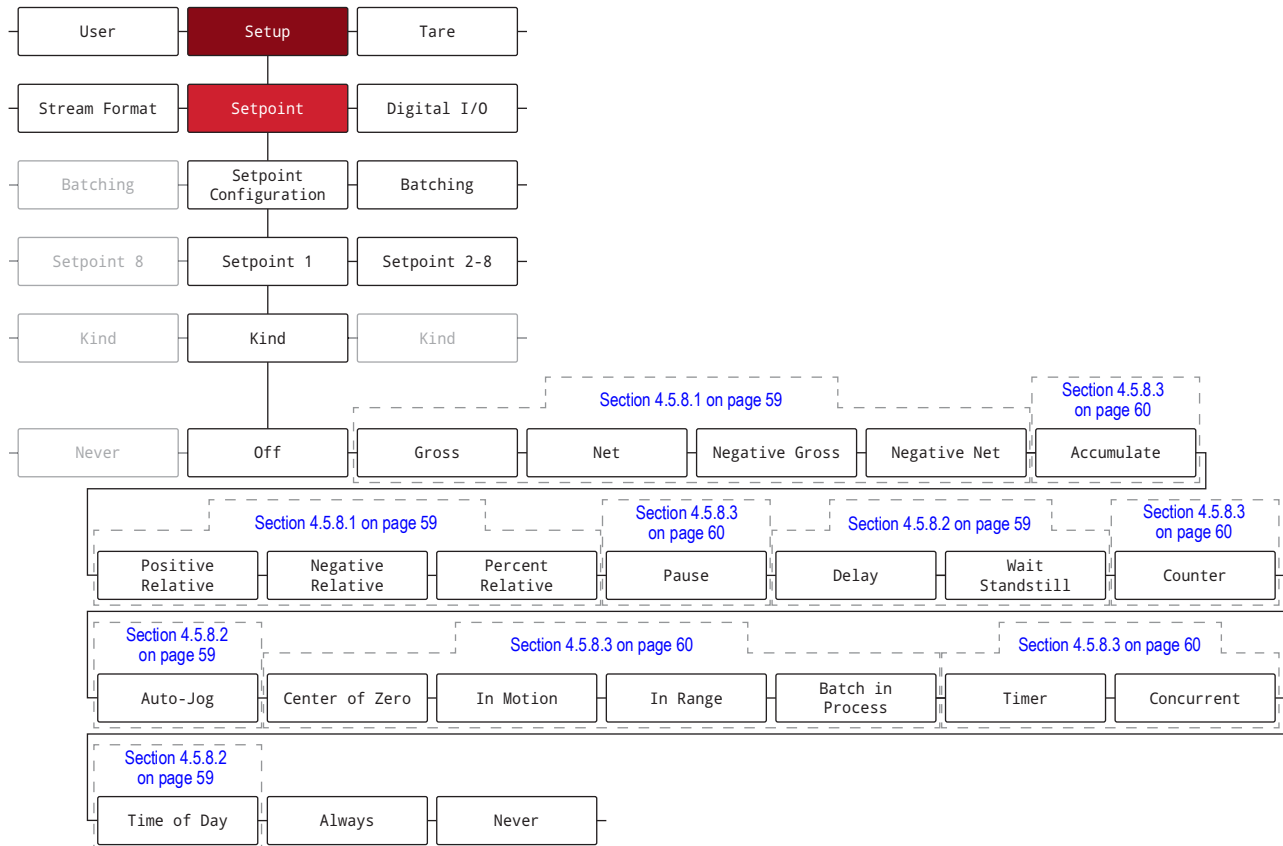 User
Setup
Tare
Stream Format
Setpoint
Digital I/O
Batching
Setpoint
Configuration
Batching
Setpoint 8
Setpoint 1
Setpoint 2-8
Kind
Kind
Kind
Section 4.5.8.1 on page 59
Section 4.5.8.3
on page 60
Never
Off
Gross
Net
Negative Gross
Negative Net
Accumulate
Section 4.5.8.1 on page 59
Section 4.5.8.3
on page 60
Section 4.5.8.2 on page 59
Section 4.5.8.3
on page 60
Positive
Relative
Negative
Relative
Percent
Relative
Pause
Delay
Wait
Standstill
Counter
Section 4.5.8.2
on page 59
Section 4.5.8.3 on page 60
Section 4.5.8.3 on page 60
Auto-Jog
Center of Zero
In Motion
In Range
Batch in
Process
Timer
Concurrent
Section 4.5.8.2
on page 59
Time of Day
Always
Never